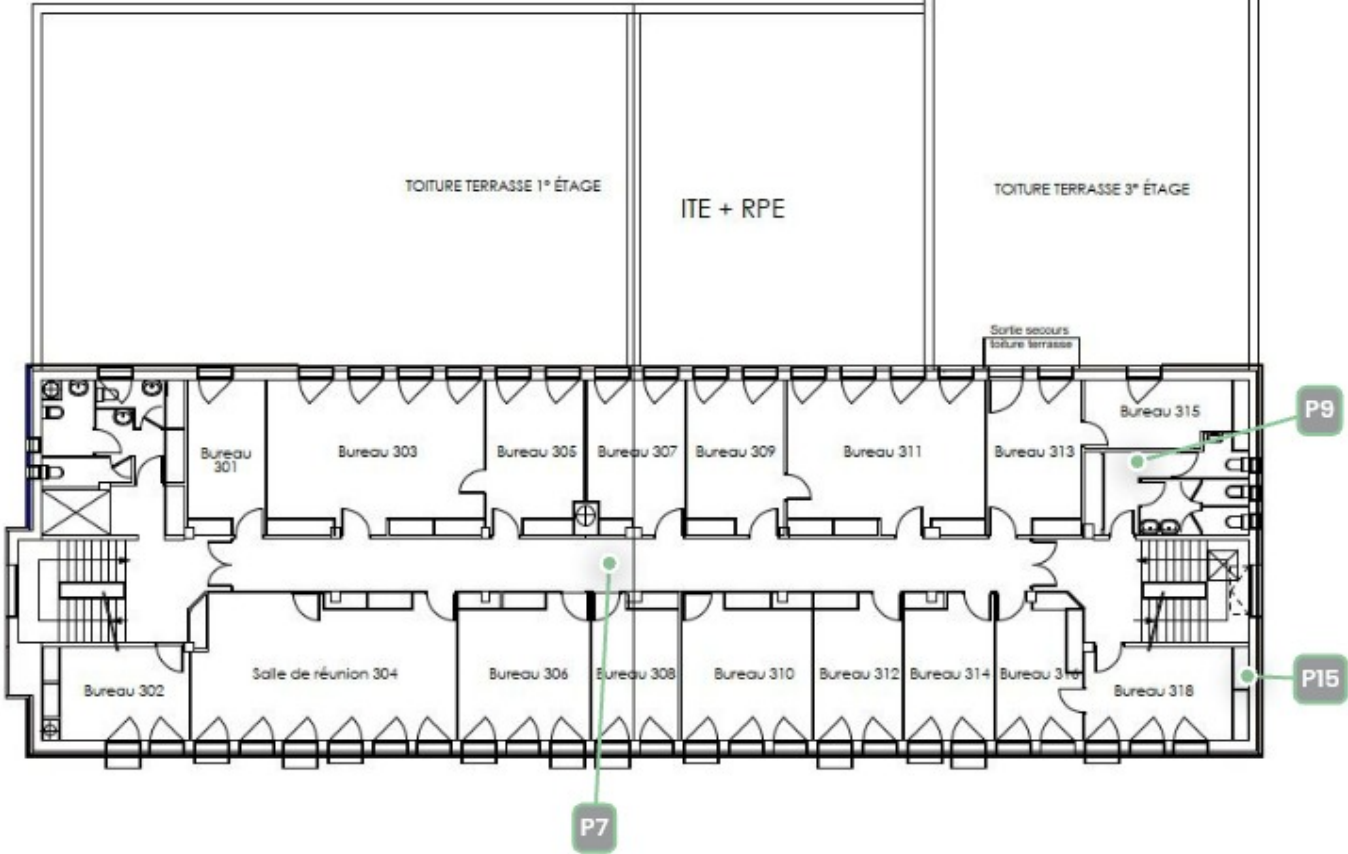 TOITURE TERRASSE 1° ÉTAGE
ITE + RPE
TOITURE TERRASSE 3° ÉTAGE
Sortie secours
toiture terrasse
P9
Bureau 315
Bureau
301
Bureau 303
Bureau 305
Bureau 307
Bureau 309
Bureau 311
Bureau 313
Bureau 302
Salle de réunion 304
Bureau 306
Bureau 308
Bureau 310
Bureau 312
Bureau 314
Bureau 316
Bureau 318
P15
P7